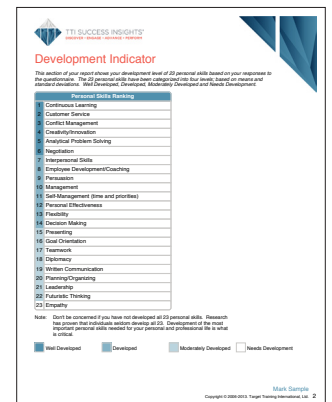 TTI SUCCESS INSIGHTS®
DISCOVER • ENGAGE • ADVANCE • PERFORM
Development Indicator
This section of your report shows your development level of 23 personal skills based on your responses to
the questionnaire. The 23 personal skills have been categorized into four levels; based on means and
standard deviations. Well Developed, Developed, Moderately Developed and Needs Development.
Personal Skills Ranking
1 Continuous Learning
2 Customer Service
3 Conflict Management
4 Creativity/Innovation
5 Analytical Problem Solving
6 Negotiation
7 Interpersonal Skills
8 Employee Development/Coaching
9 Persuasion
10 Management
11 Self-Management (time and priorities)
12 Personal Effectiveness
13 Flexibility
14 Decision Making
15 Presenting
16 Goal Orientation
17 Teamwork
18 Diplomacy
19 Written Communication
20 Planning/Organizing
21 Leadership
22 Futuristic Thinking
23 Empathy
Note: Don't be concerned if you have not developed all 23 personal skills. Research
has proven that individuals seldom develop all 23. Development of the most
important personal skills needed for your personal and professional life is what
is critical.
Well Developed Developed Moderately Developed Needs Development
Mark Sample
Copyright © 2006-2013. Target Training International, Ltd. 2